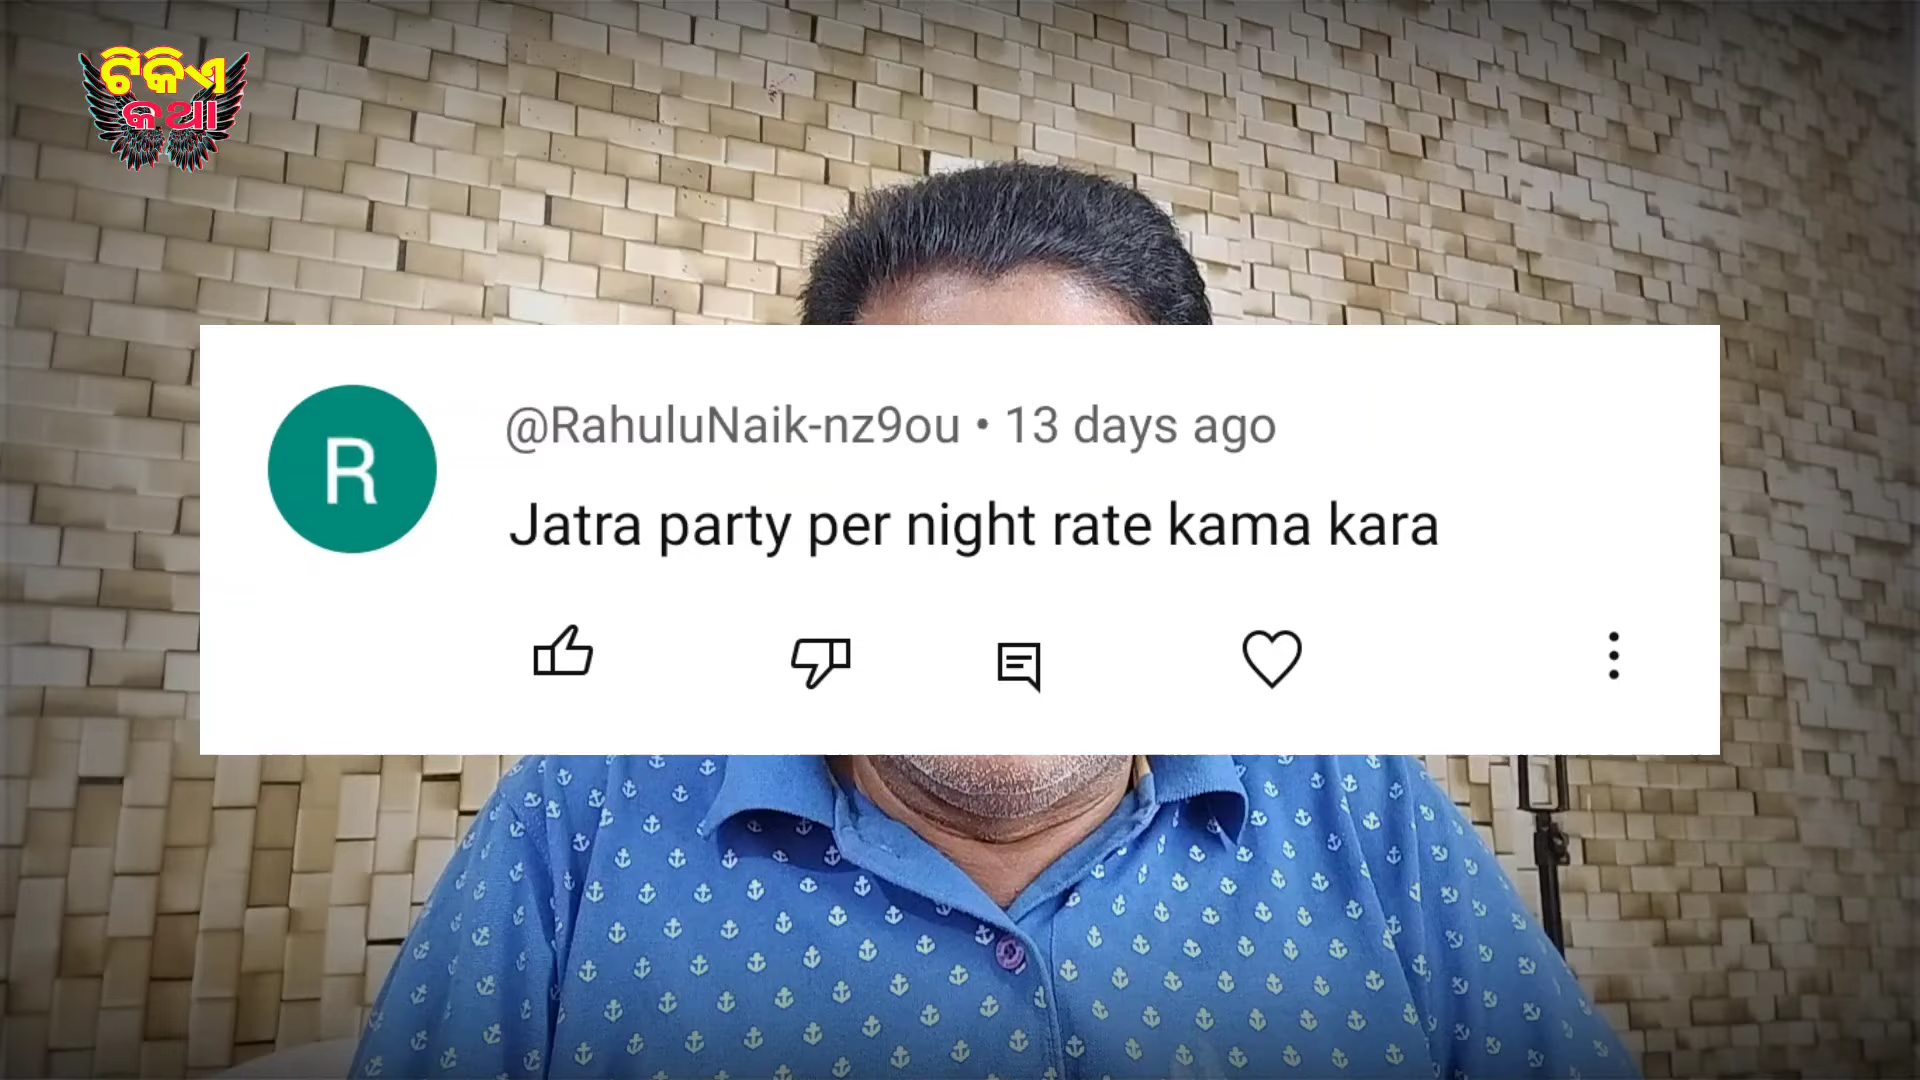 ଟିକିଏ
କଥା
R
@RahuluNaik-nz9ou • 13 days ago
Jatra party per night rate kama kara